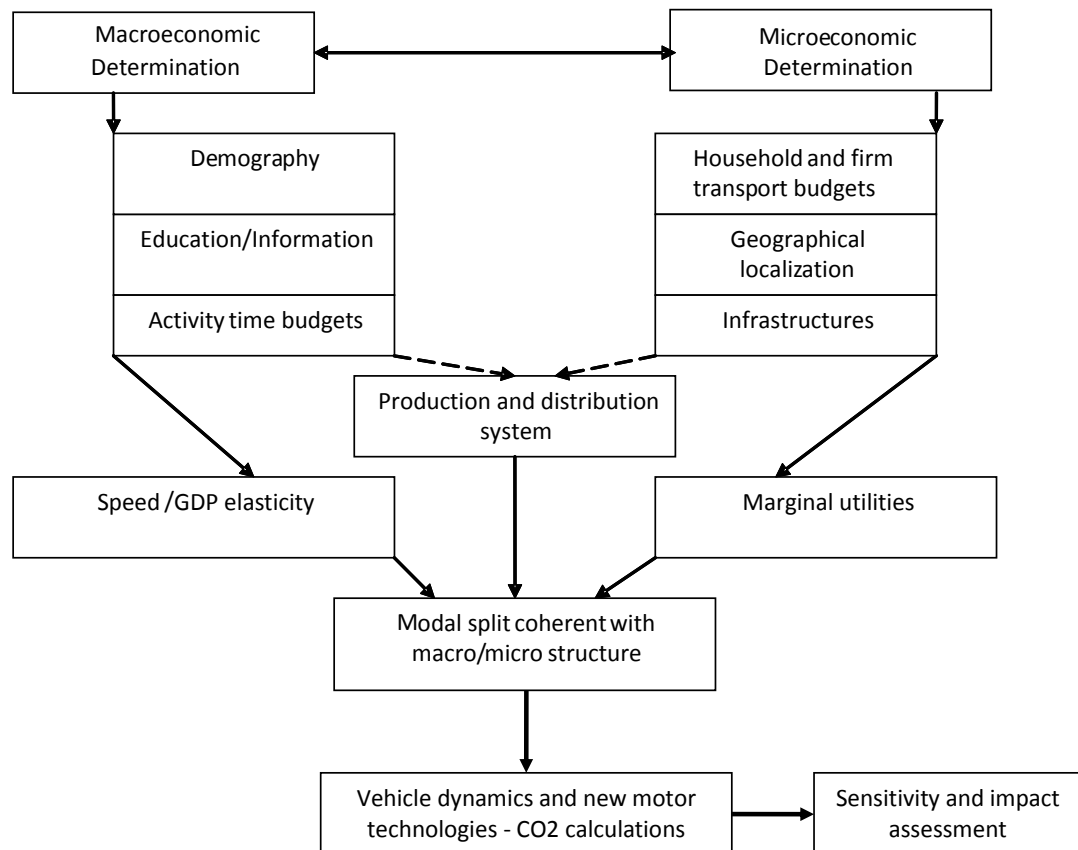 Macroeconomic
Determination
Microeconomic
Determination
Demography
Household and firm
transport budgets
Education/Information
Geographical
localization
Activity time budgets
Infrastructures
Production and distribution
system
Speed /GDP elasticity
Marginal utilities
Modal split coherent with
macro/micro structure
Vehicle dynamics and new motor
technologies - CO2 calculations
Sensitivity and impact
assessment